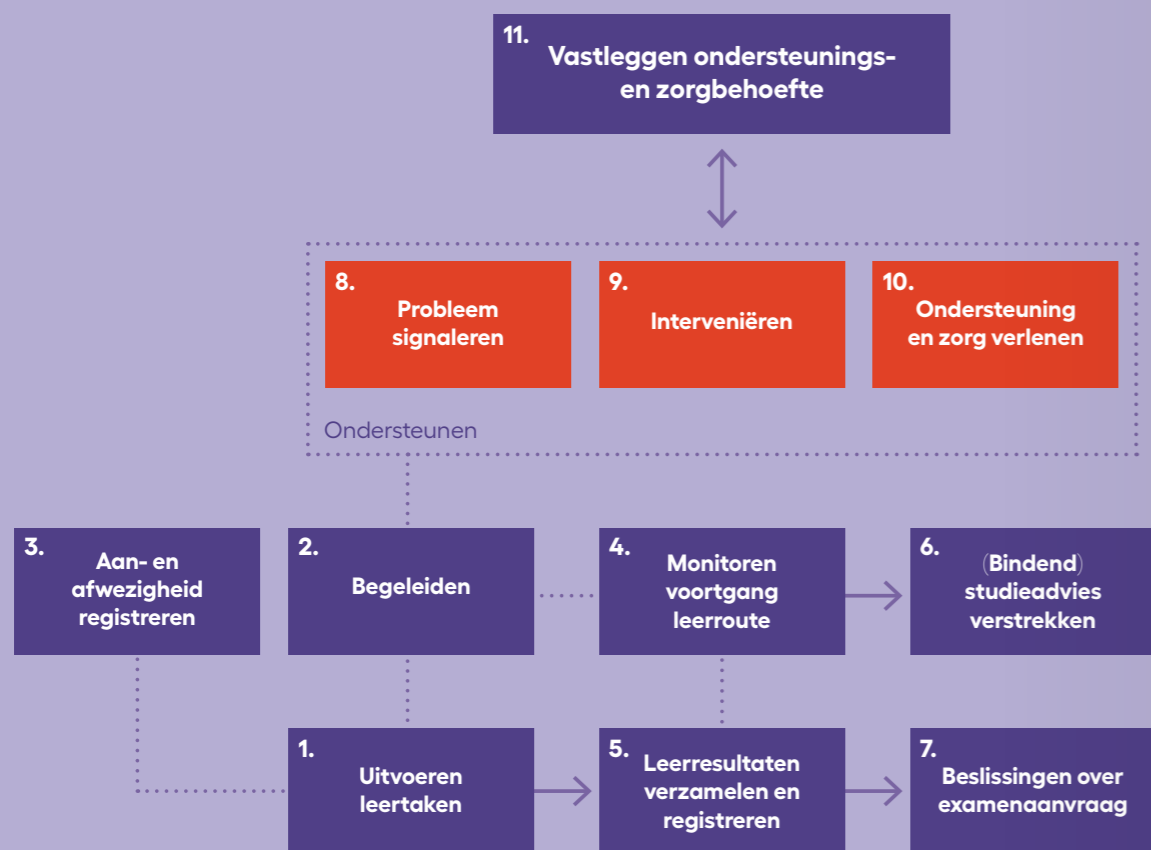 11.
Vastleggen ondersteunings-
en zorgbehoefte
8.
Probleem
signaleren
9.
Interveniëren
10.
Ondersteuning
en zorg verlenen
Ondersteunen
3.
Aan- en
afwezigheid
registreren
2.
Begeleiden
4.
Monitoren
voortgang
leerroute
6.
(Bindend)
studieadvies
verstrekken
1.
Uitvoeren
leertaken
5.
Leerresultaten
verzamelen en
registreren
7.
Beslissingen over
examenaanvraag